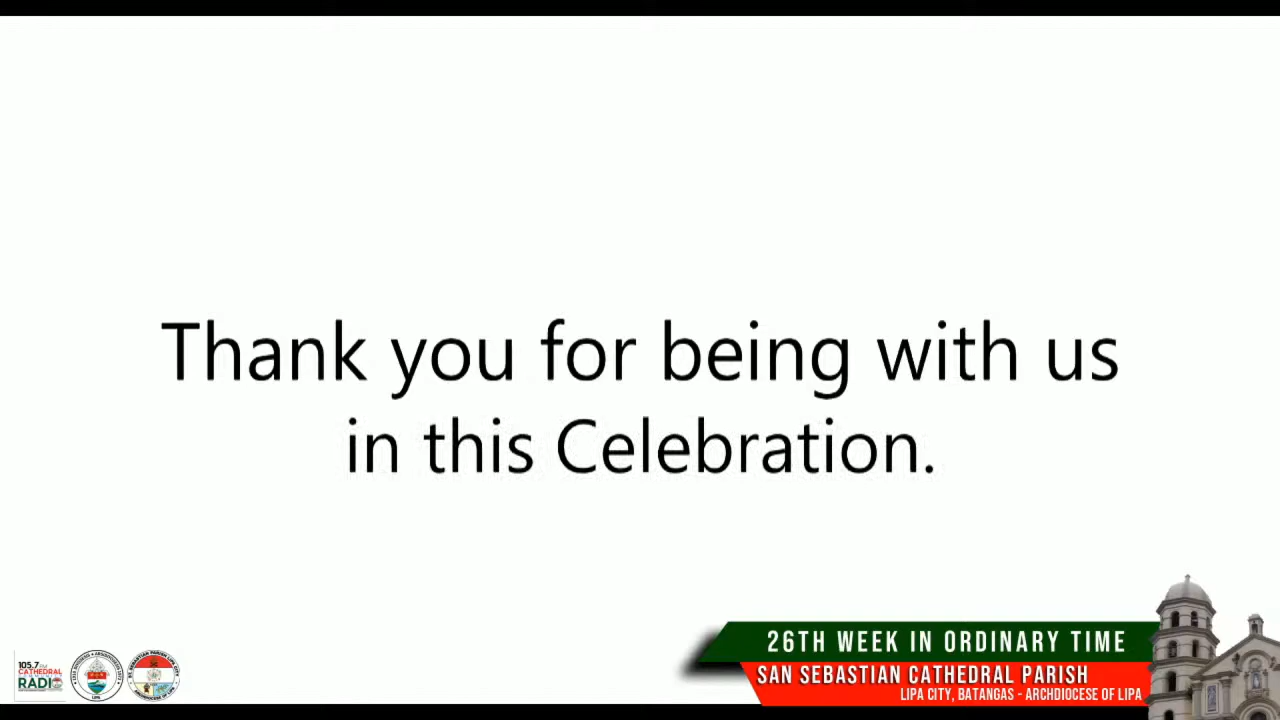 Thank you for being with us
in this Celebration.
26TH WEEK IN ORDINARY TIME
SAN SEBASTIAN CATHEDRAL PARISH
LIPA CITY, BATANGAS - ARCHDIOCESE OF LIPA
105.7 FM
CATHEDRAL
RADIO